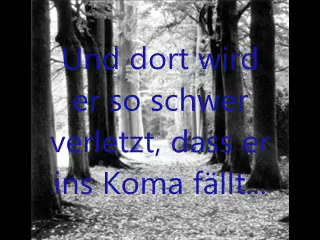 Und dort wird
er so schwer
verletzt, dass er
ins Koma fällt...